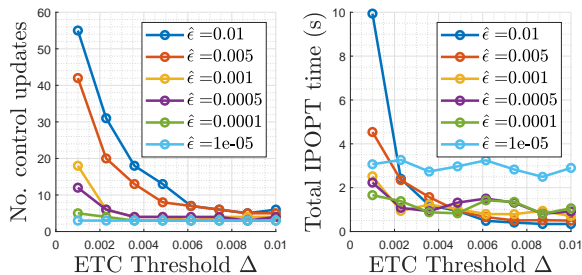 No. control updates
60
50
40
30
20
10
0
0
0.002
0.004
0.006
0.008
0.01
ETC Threshold Δ
ε̂ =0.01
ε̂ =0.005
ε̂ =0.001
ε̂ =0.0005
ε̂ =0.0001
ε̂ =1e-05
Total IPOPT time (s)
10
8
6
4
2
0
0
0.002
0.004
0.006
0.008
0.01
ETC Threshold Δ
ε̂ =0.01
ε̂ =0.005
ε̂ =0.001
ε̂ =0.0005
ε̂ =0.0001
ε̂ =1e-05